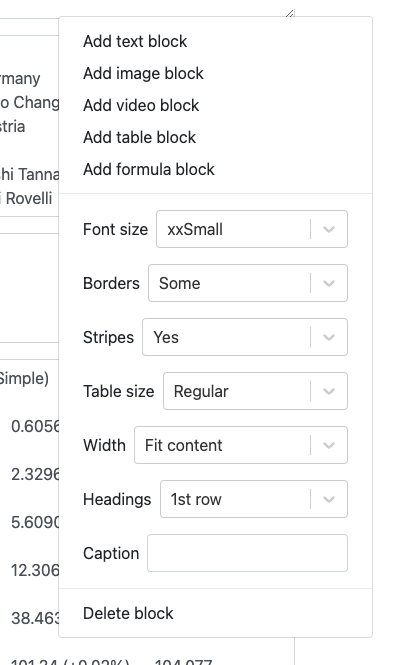 Add text block
Add image block
rmany
Add video block
o Chang
stria
Add table block
Add formula block
hi Tanna
i Rovelli
Font size xxSmall
Borders Some
Stripes Yes
Simple)
Table size Regular
0.6056
Width Fit content
2.3296
Headings 1st row
5.6090
Caption
12.306
Delete block
38.463